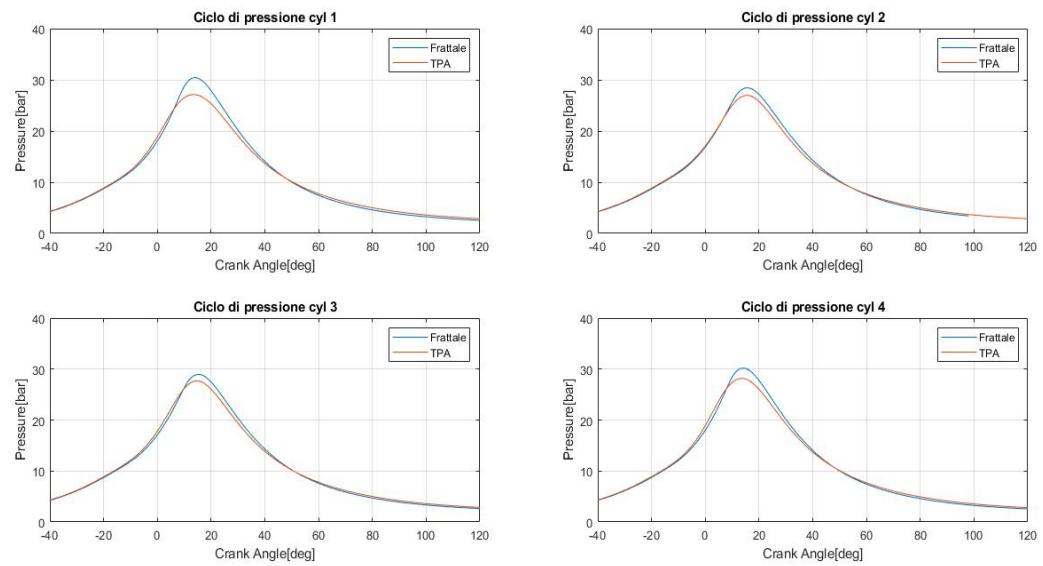 Ciclo di pressione cyl 1
40
30
20
10
0
Pressure[bar]
Frattale
TPA
-40 -20 0 20 40 60 80 100 120
Crank Angle[deg]
Ciclo di pressione cyl 2
40
30
20
10
0
Pressure[bar]
Frattale
TPA
-40 -20 0 20 40 60 80 100 120
Crank Angle[deg]
Ciclo di pressione cyl 3
40
30
20
10
0
Pressure[bar]
Frattale
TPA
-40 -20 0 20 40 60 80 100 120
Crank Angle[deg]
Ciclo di pressione cyl 4
40
30
20
10
0
Pressure[bar]
Frattale
TPA
-40 -20 0 20 40 60 80 100 120
Crank Angle[deg]